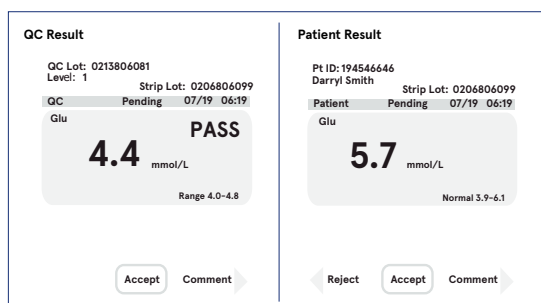 QC Result
QC Lot: 0213806081
Level: 1
Strip Lot: 0206806099
QC Pending 07/19 06:19
Glu
PASS
4.4 mmol/L
Range 4.0-4.8
Accept Comment
Patient Result
Pt ID: 194546646
Darryl Smith
Strip Lot: 0206806099
Patient Pending 07/19 06:19
Glu
5.7 mmol/L
Normal 3.9-6.1
Reject Accept Comment